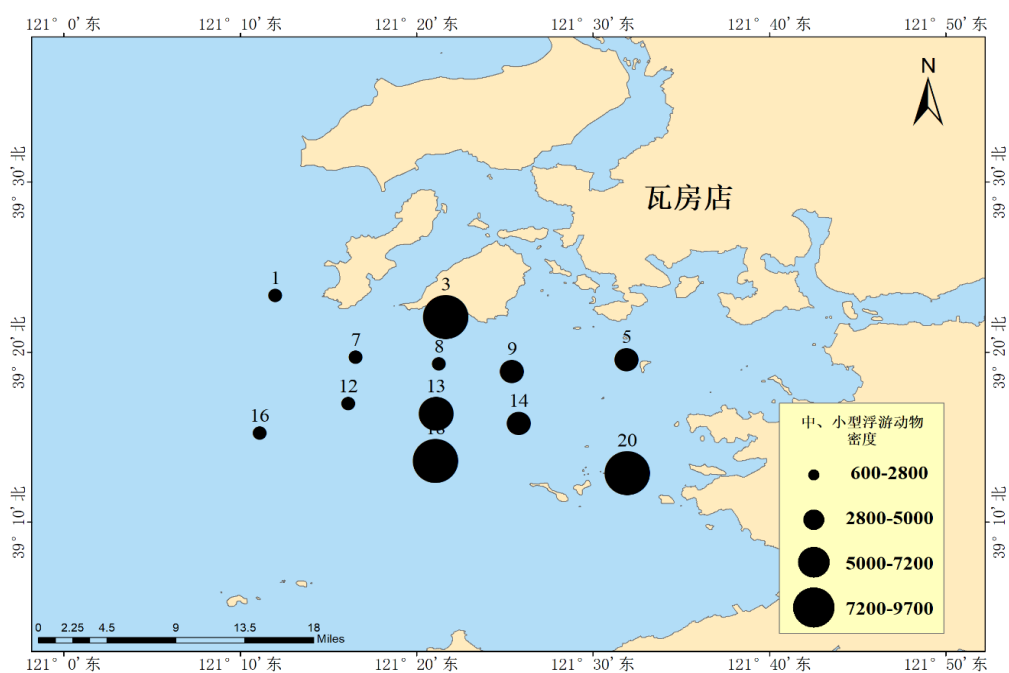 121° 0′ 东 121° 10′ 东 121° 20′ 东 121° 30′ 东 121° 40′ 东 121° 50′ 东
N
39° 30′ 北 39° 30′ 北
瓦房店
1
3
39° 20′ 北 39° 20′ 北
7
8
9
5
12
13
14
16
18
20
中、小型浮游动物
密度
600-2800
2800-5000
5000-7200
7200-9700
39° 10′ 北 39° 10′ 北
0 2.25 4.5 9 13.5 18
Miles
121° 0′ 东 121° 10′ 东 121° 20′ 东 121° 30′ 东 121° 40′ 东 121° 50′ 东